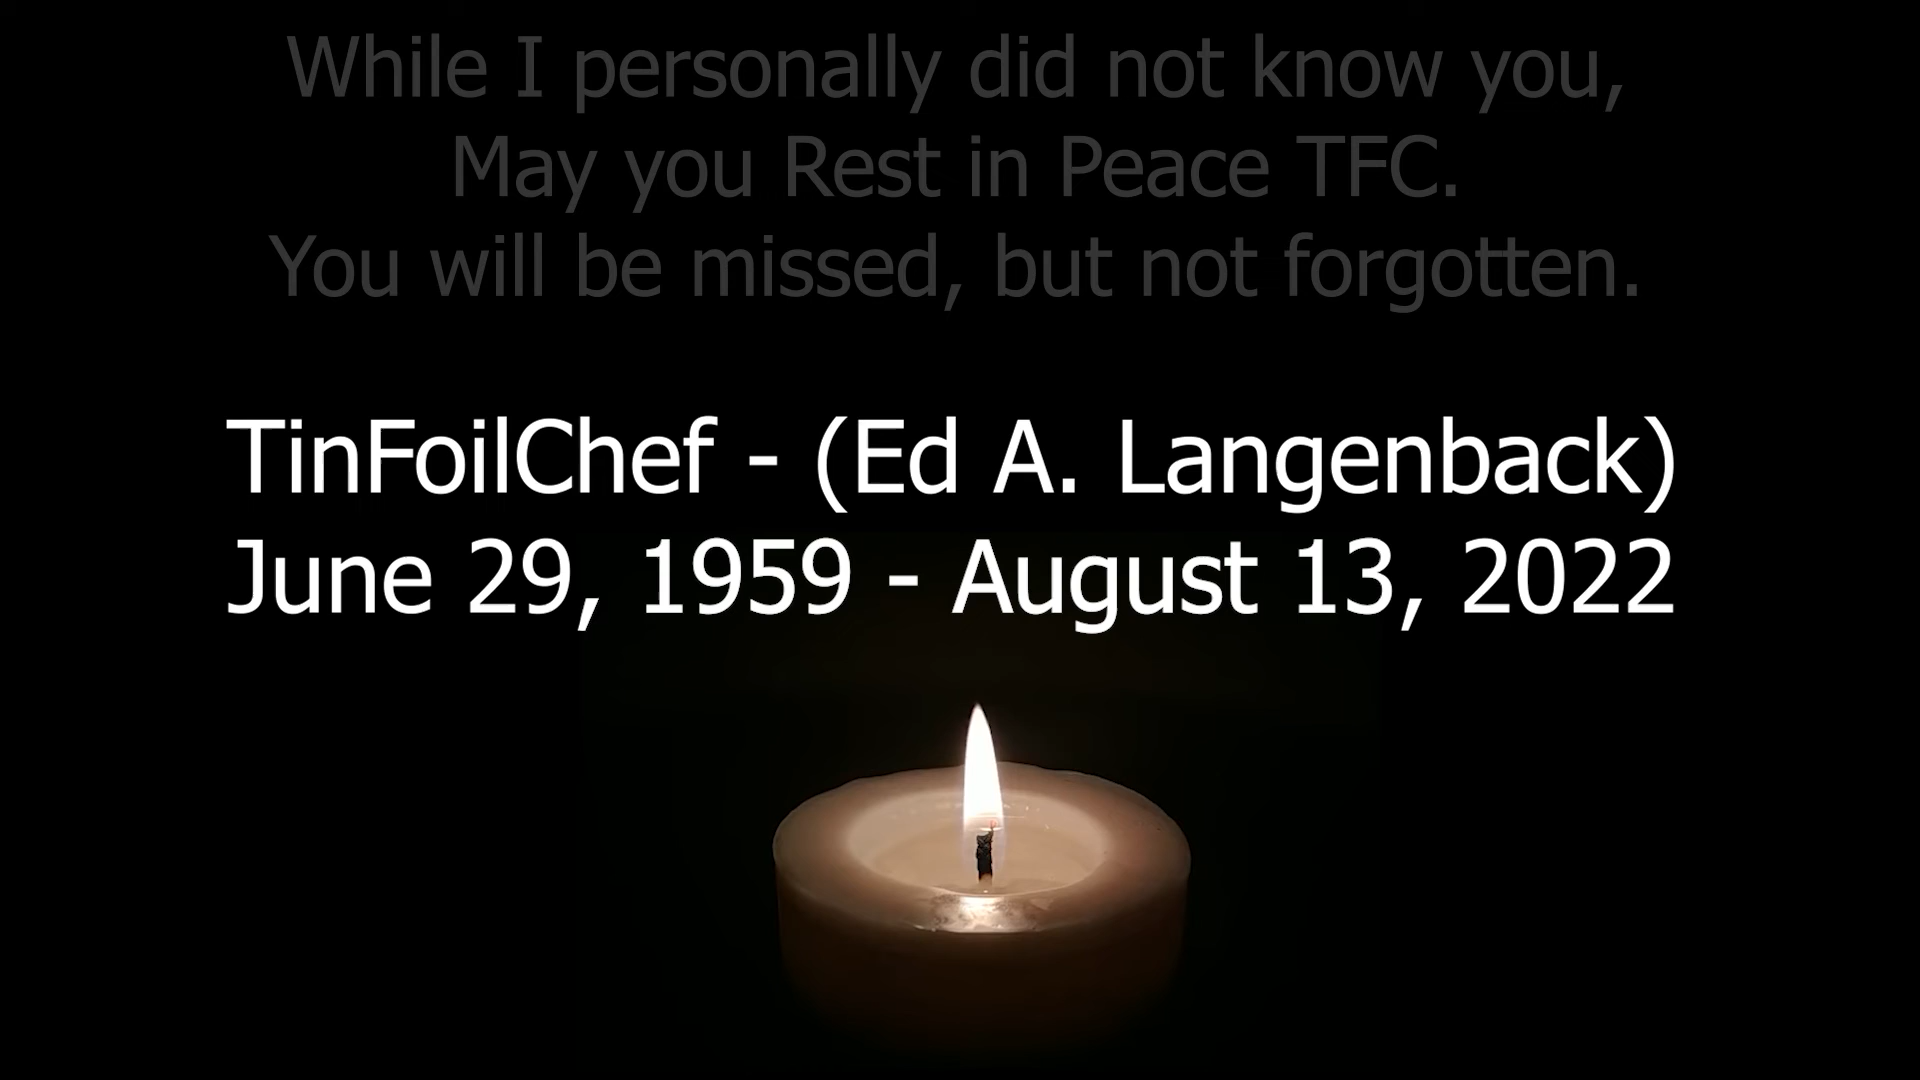 While I personally did not know you,
May you Rest in Peace TFC.
You will be missed, but not forgotten.
TinFoilChef - (Ed A. Langenback)
June 29, 1959 - August 13, 2022